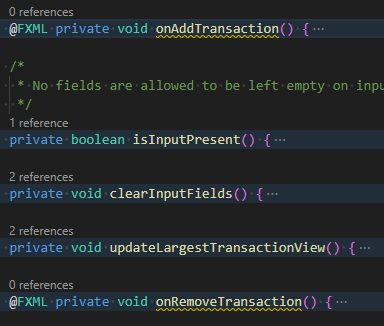 0 references
@FXML private void onAddTransaction() { ⋯
/*
* No fields are allowed to be left empty on
*/
1 reference
private boolean isInputPresent() { ⋯
2 references
private void clearInputFields() { ⋯
2 references
private void updateLargestTransactionView() { ⋯
0 references
@FXML private void onRemoveTransaction() { ⋯